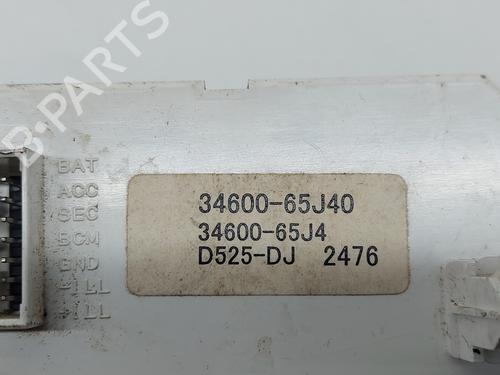 B-PARTS
BAT
ACC
SEC
BCM
GND
-ILL
+ILL
34600-65J40
34600-65J4
D525-DJ 2476